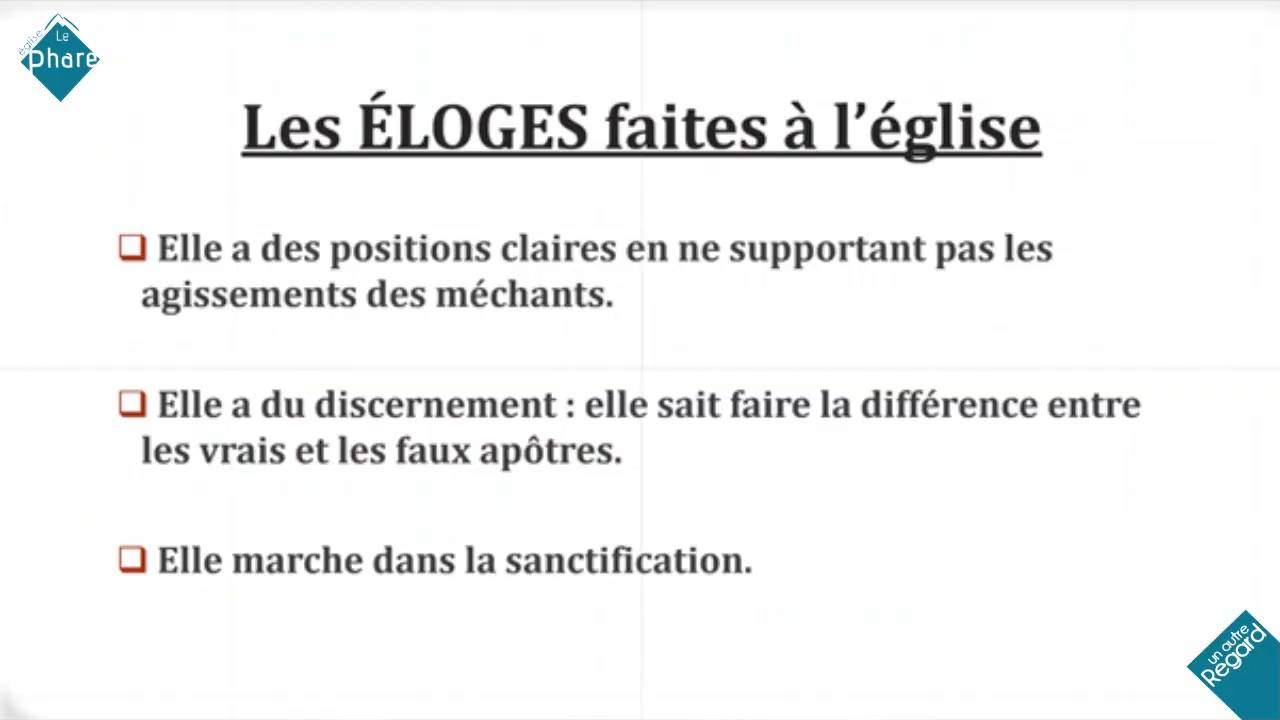 église
Le
phare
Les ÉLOGES faites à l’église
Elle a des positions claires en ne supportant pas les
agissements des méchants.
Elle a du discernement : elle sait faire la différence entre
les vrais et les faux apôtres.
Elle marche dans la sanctification.
un autre
Regard